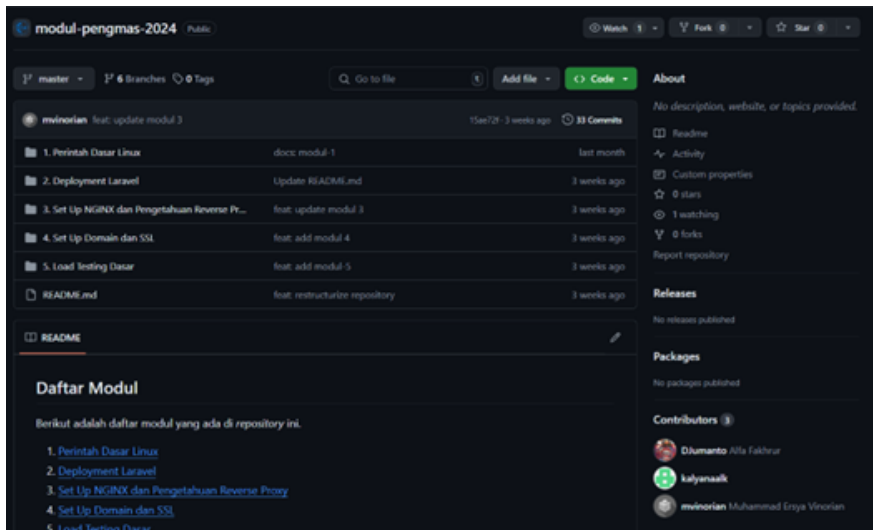 modul-pengmas-2024 Public
Watch 1
Fork 0
Star 0
master
6 Branches
0 Tags
Go to file
t
Add file
Code
mvinorian feat: update modul 3
15ae72f · 3 weeks ago
33 Commits
1. Perintah Dasar Linux docs: modul-1 last month
2. Deployment Laravel Update README.md 3 weeks ago
3. Set Up NGINX dan Pengetahuan Reverse Pr... feat: update modul 3 3 weeks ago
4. Set Up Domain dan SSL feat: add modul 4 3 weeks ago
5. Load Testing Dasar feat: add modul-5 3 weeks ago
README.md feat: restructurize repository 3 weeks ago
README
Daftar Modul
Berikut adalah daftar modul yang ada di repository ini.
1. Perintah Dasar Linux
2. Deployment Laravel
3. Set Up NGINX dan Pengetahuan Reverse Proxy
4. Set Up Domain dan SSL
5. Load Testing Dasar
About
No description, website, or topics provided.
Readme
Activity
Custom properties
0 stars
1 watching
0 forks
Report repository
Releases
No releases published
Packages
No packages published
Contributors 3
DJumanto Alfa Fakhrur
kalyanaalk
mvinorian Muhammad Ersya Vinorian